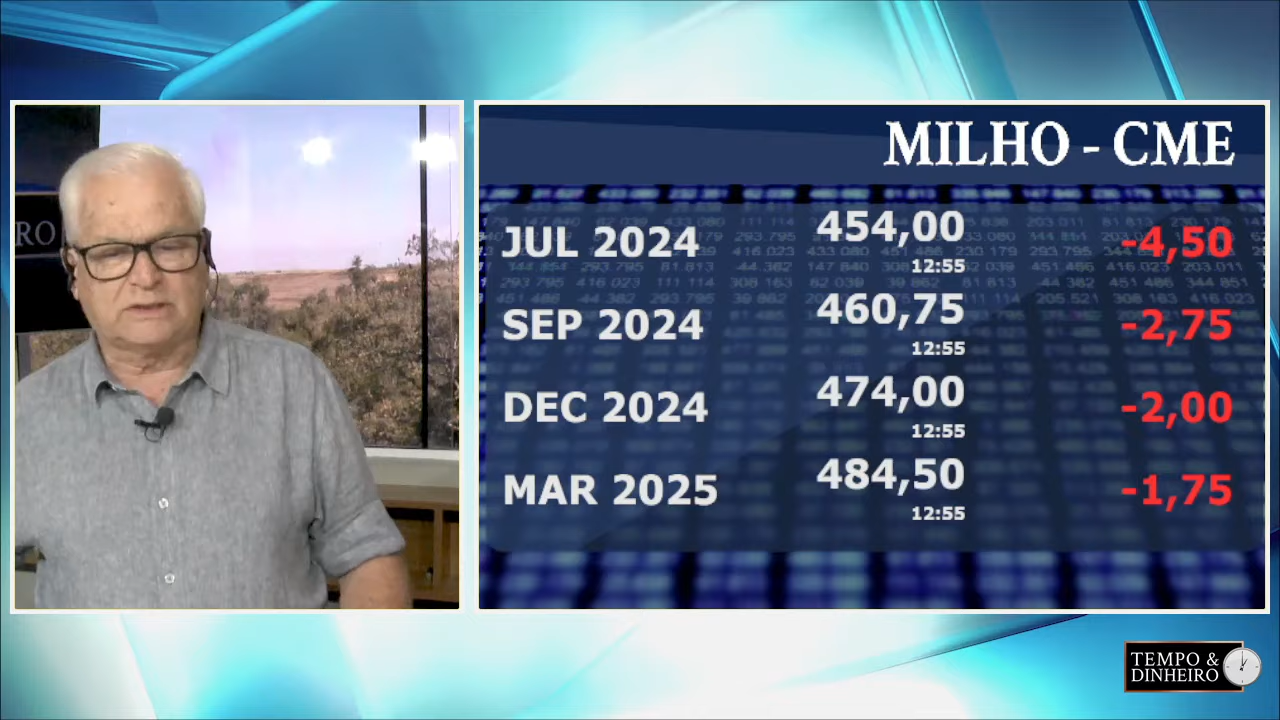 RO
MILHO - CME
JUL 2024 454,00 -4,50
12:55
SEP 2024 460,75 -2,75
12:55
DEC 2024 474,00 -2,00
12:55
MAR 2025 484,50 -1,75
12:55
TEMPO &
DINHEIRO